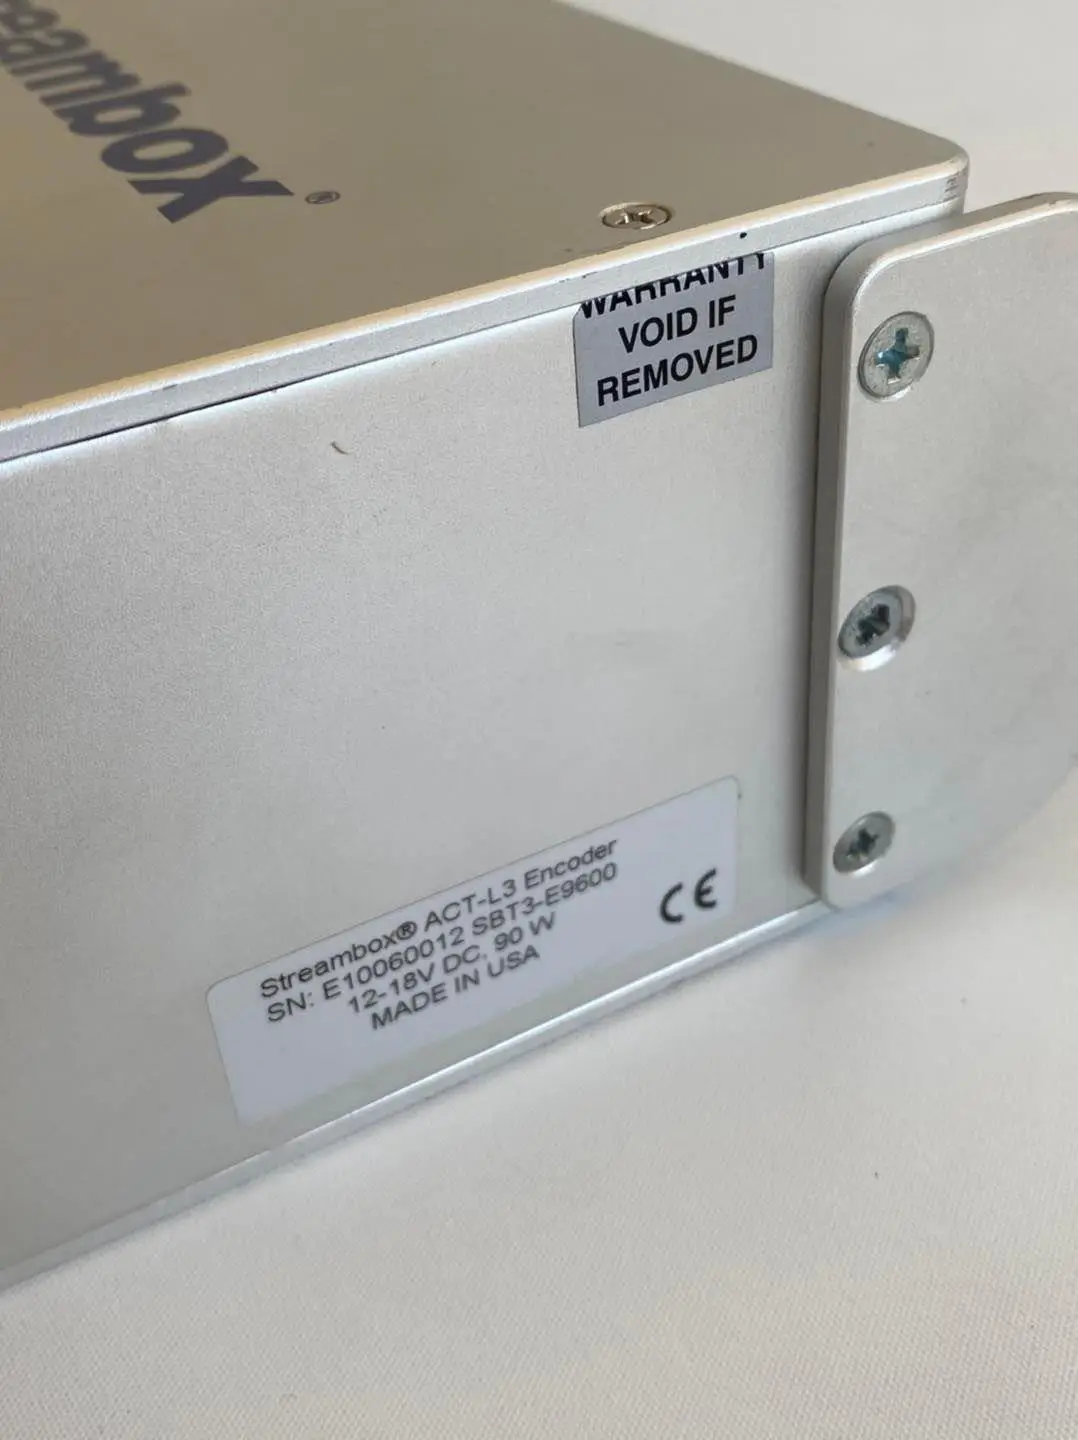 eambox®
WARRANTY
VOID IF
REMOVED
Streambox® ACT-L3 Encoder
SN: E10060012 SBT3-E9600
12-18V DC, 90 W
MADE IN USA
CE